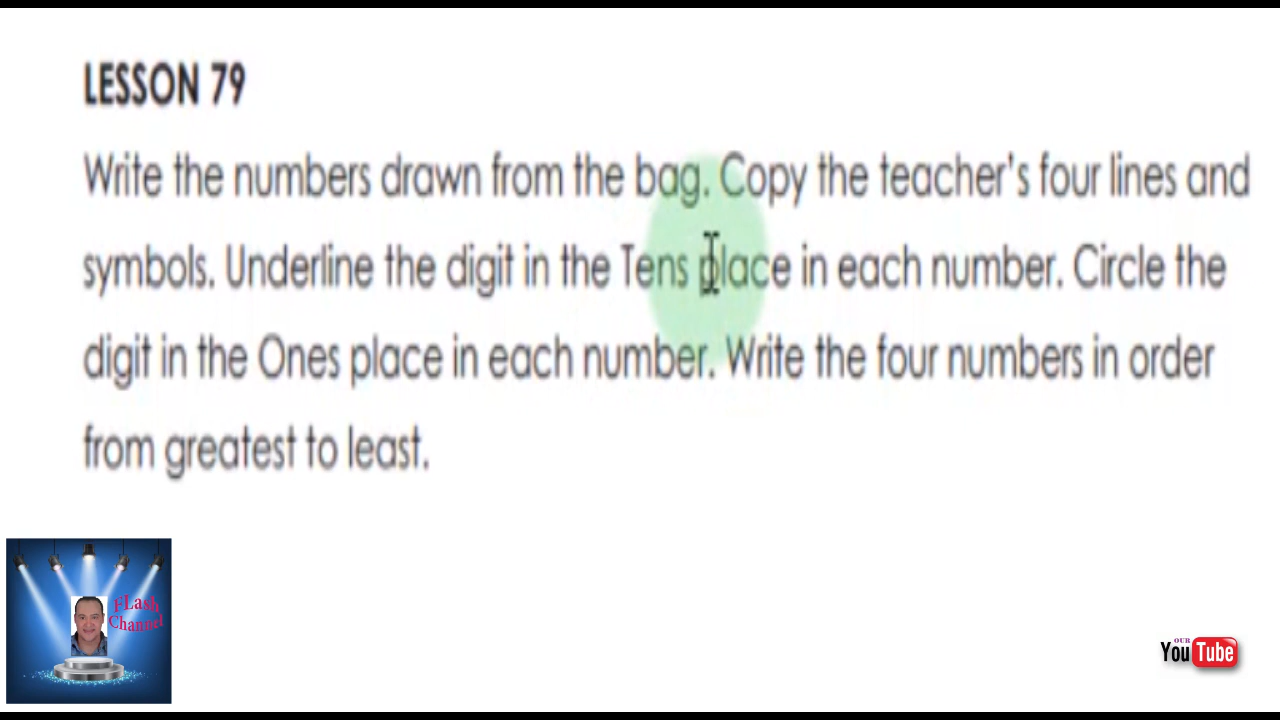 LESSON 79
Write the numbers drawn from the bag. Copy the teacher's four lines and
symbols. Underline the digit in the Tens place in each number. Circle the
digit in the Ones place in each number. Write the four numbers in order
from greatest to least.
FLash
Channel
OUR
YouTube